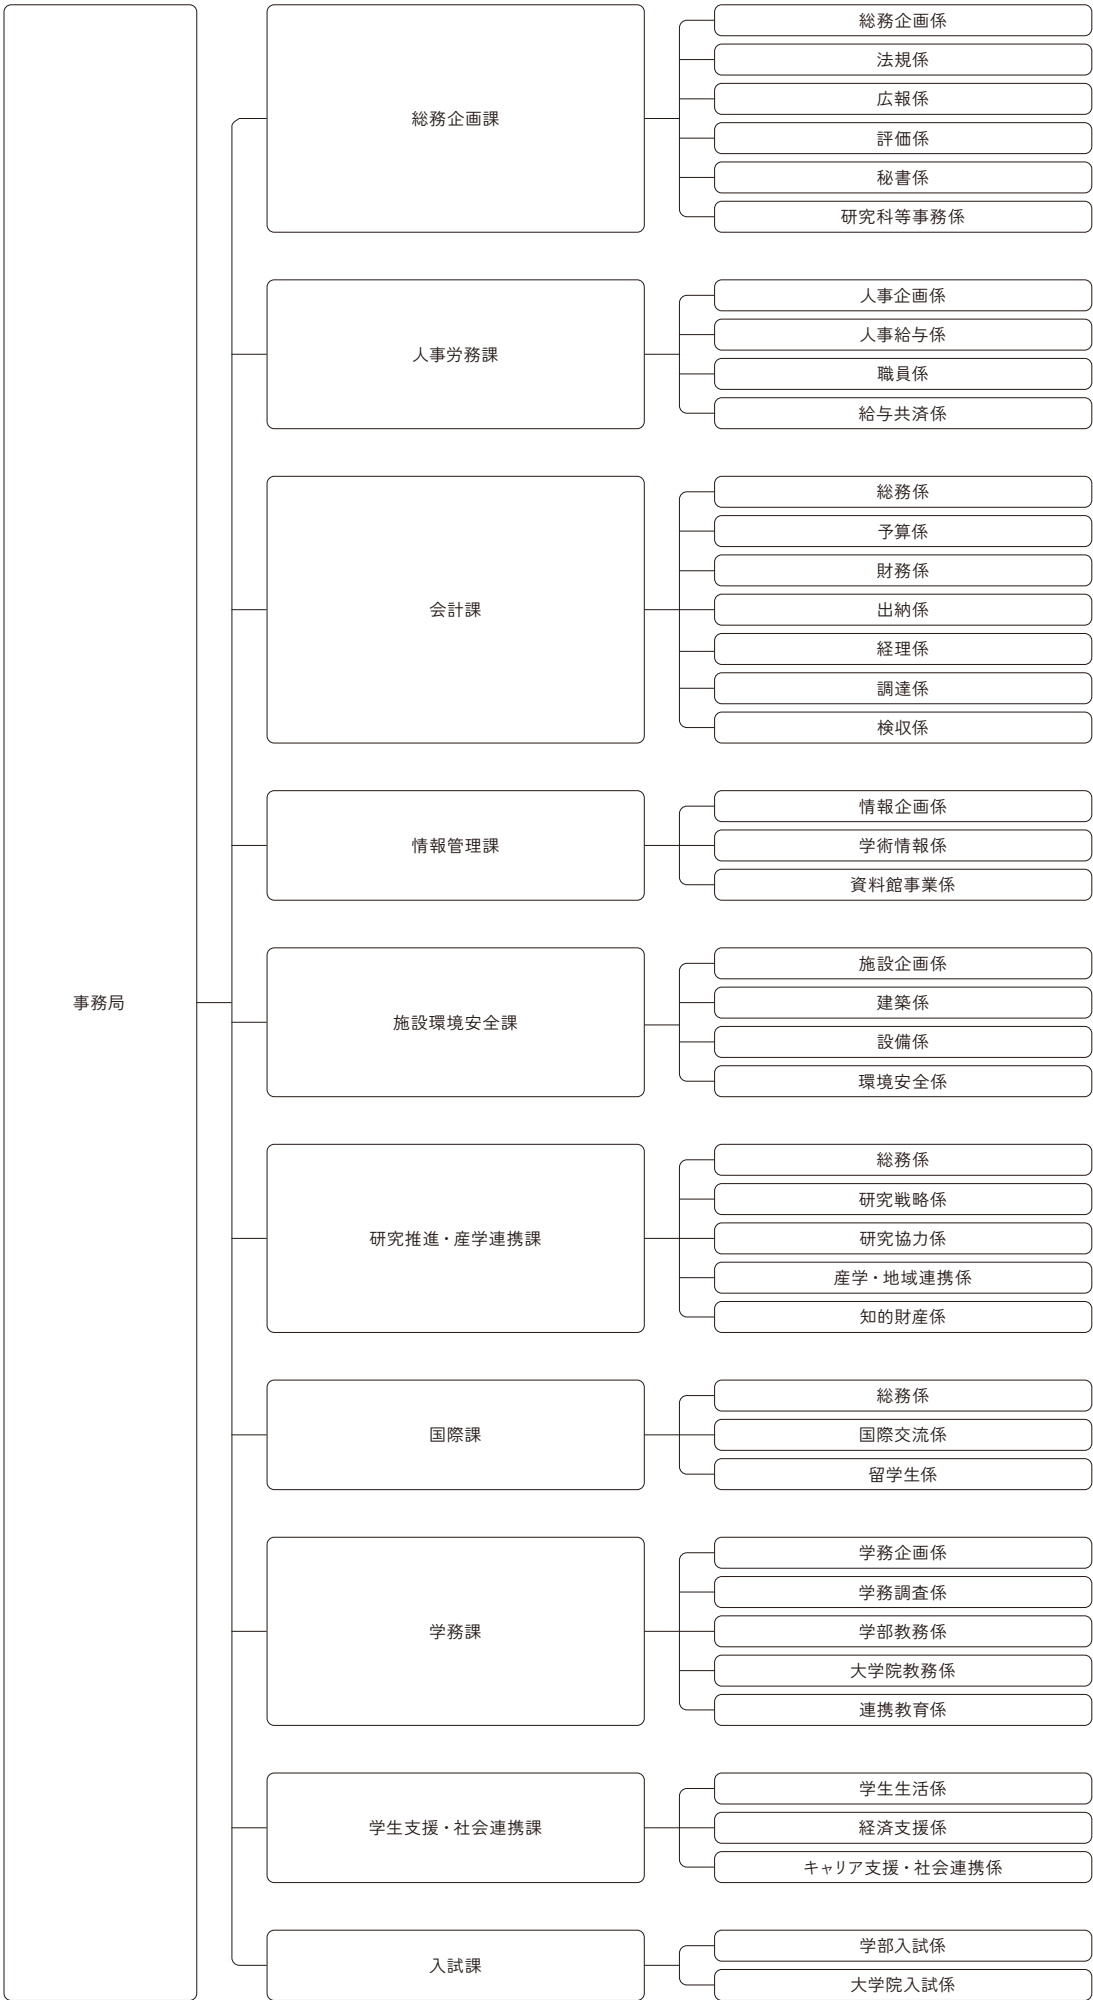 事務局
総務企画課
総務企画係
法規係
広報係
評価係
秘書係
研究科等事務係
人事労務課
人事企画係
人事給与係
職員係
給与共済係
会計課
総務係
予算係
財務係
出納係
経理係
調達係
検収係
情報管理課
情報企画係
学術情報係
資料館事業係
施設環境安全課
施設企画係
建築係
設備係
環境安全係
研究推進・産学連携課
総務係
研究戦略係
研究協力係
産学・地域連携係
知的財産係
国際課
総務係
国際交流係
留学生係
学務課
学務企画係
学務調査係
学部教務係
大学院教務係
連携教育係
学生支援・社会連携課
学生生活係
経済支援係
キャリア支援・社会連携係
入試課
学部入試係
大学院入試係